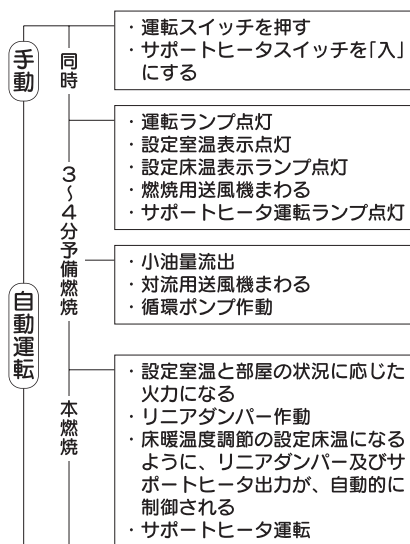 手動
同時
・運転スイッチを押す
・サポートヒータスイッチを「入」
にする
・運転ランプ点灯
・設定室温表示点灯
・設定床温表示ランプ点灯
・燃焼用送風機まわる
・サポートヒータ運転ランプ点灯
3～4分予備燃焼
・小油量流出
・対流用送風機まわる
・循環ポンプ作動
自動運転
本燃焼
・設定室温と部屋の状況に応じた
火力になる
・リニアダンパー作動
・床暖温度調節の設定床温になる
ように、リニアダンパー及びサ
ポートヒータ出力が、自動的に
制御される
・サポートヒータ運転